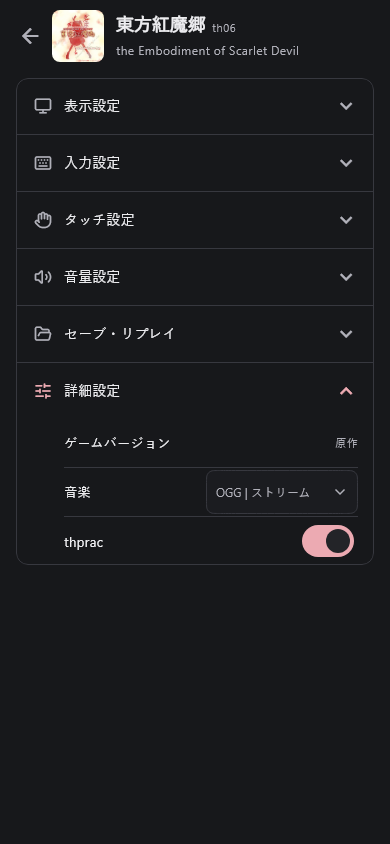 東方紅魔郷 th06
the Embodiment of Scarlet Devil
表示設定
入力設定
タッチ設定
音量設定
セーブ・リプレイ
詳細設定
ゲームバージョン 原作
音楽 OGG | ストリーム
thprac